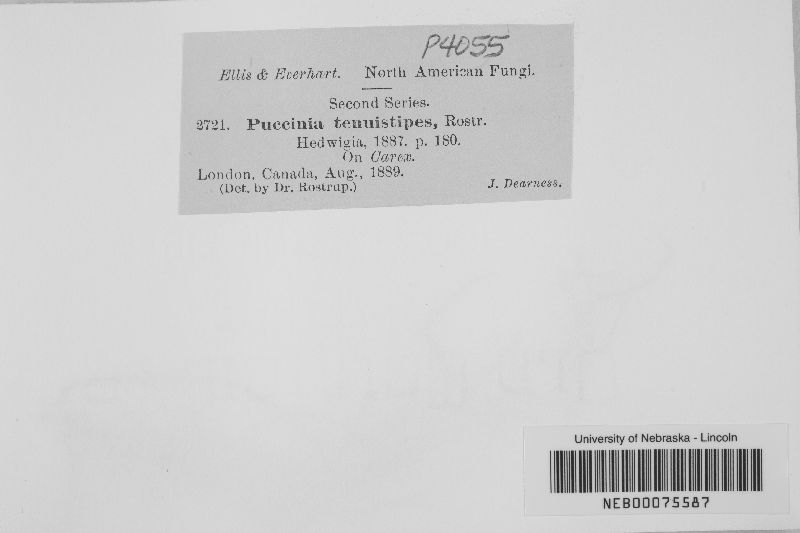 P4055
Ellis & Everhart. North American Fungi.
Second Series.
2721. Puccinia tenuistipes, Rostr.
Hedwigia, 1887. p. 180.
On Carex.
London, Canada, Aug., 1889.
(Det. by Dr. Rostrup.)
J. Dearness.
University of Nebraska - Lincoln
NEB00075587